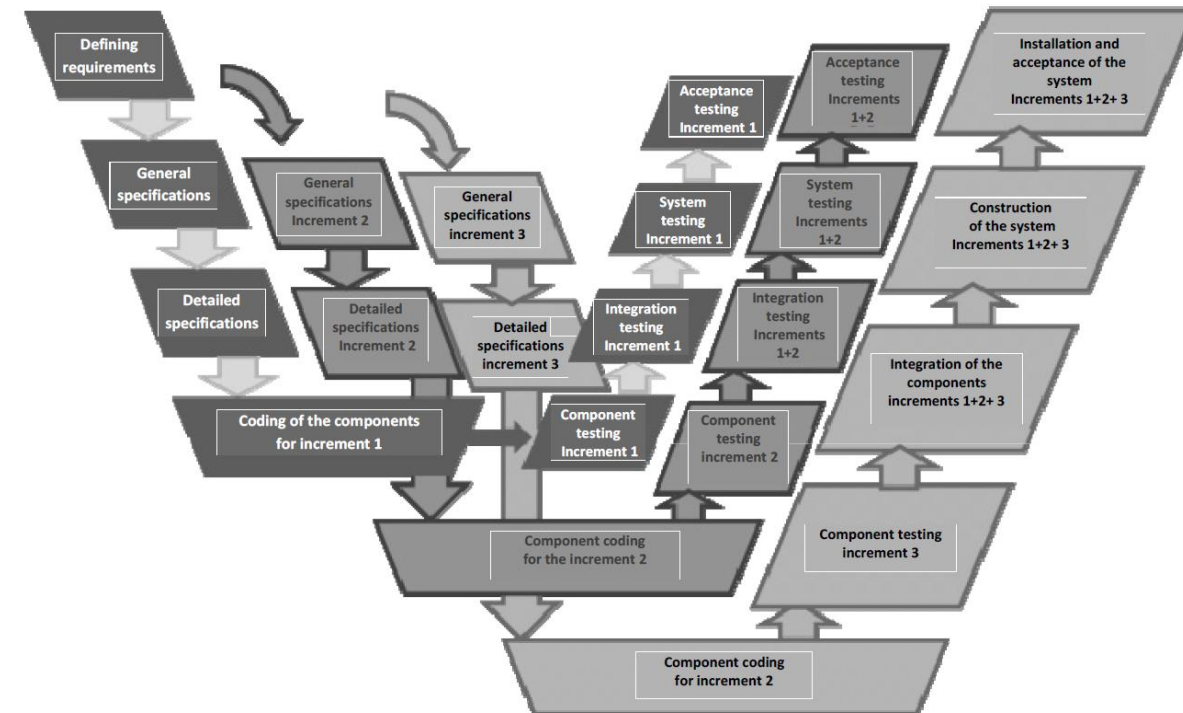 Defining
requirements
General
specifications
Detailed
specifications
Coding of the components
for increment 1
General
specifications
Increment 2
Detailed
specifications
Increment 2
Component coding
for the increment 2
General
specifications
increment 3
Detailed
specifications
increment 3
Component coding
for increment 2
Acceptance
testing
Increment 1
System
testing
Increment 1
Integration
testing
Increment 1
Component
testing
Increment 1
Acceptance
testing
Increments
1+2
System
testing
Increments
1+2
Integration
testing
Increments
1+2
Component
testing
increment 2
Installation and
acceptance of the
system
Increments 1+2+ 3
Construction
of the system
Increments 1+2+ 3
Integration of the
components
increments 1+2+ 3
Component testing
increment 3